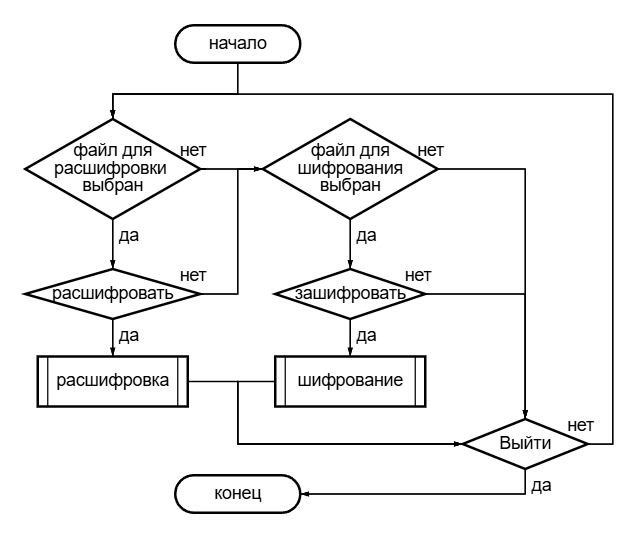 начало
файл для
расшифровки
выбран
нет
файл для
шифрования
выбран
нет
да
да
расшифровать
нет
зашифровать
нет
да
да
расшифровка
шифрование
Выйти
нет
да
конец